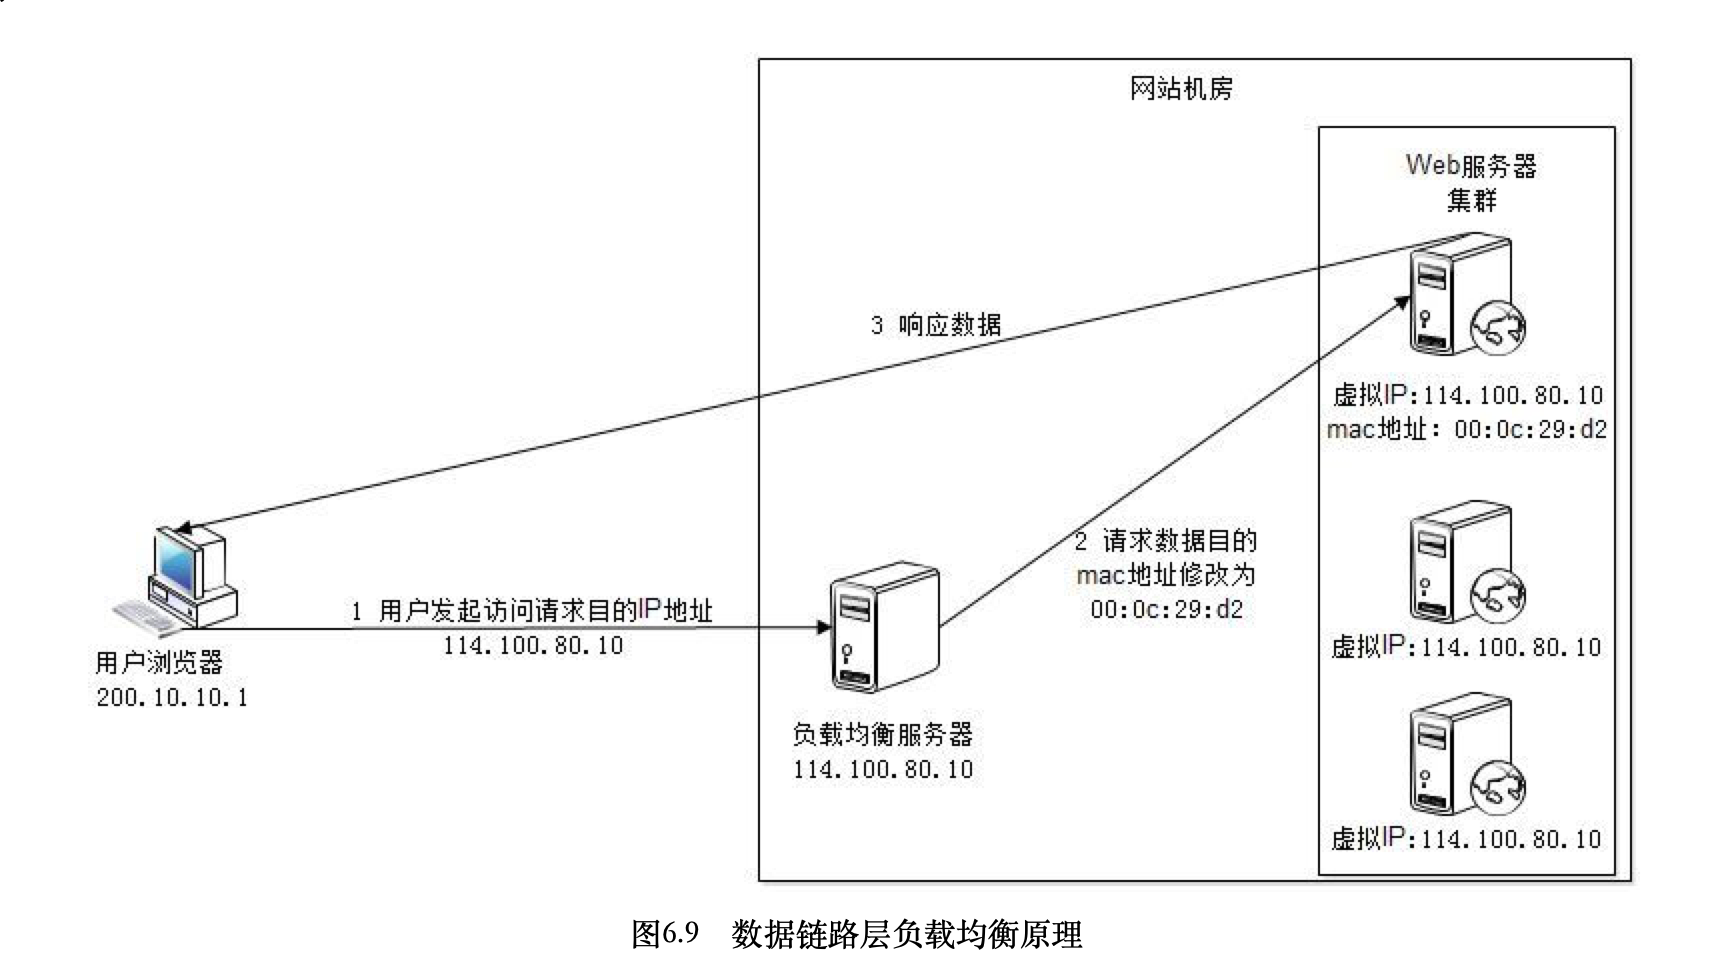 网站机房
Web服务器
集群
3 响应数据
虚拟IP:114.100.80.10
mac地址：00:0c:29:d2
2 请求数据目的
mac地址修改为
00:0c:29:d2
1 用户发起访问请求目的IP地址
114.100.80.10
用户浏览器
200.10.10.1
虚拟IP:114.100.80.10
负载均衡服务器
114.100.80.10
虚拟IP:114.100.80.10
图6.9 数据链路层负载均衡原理